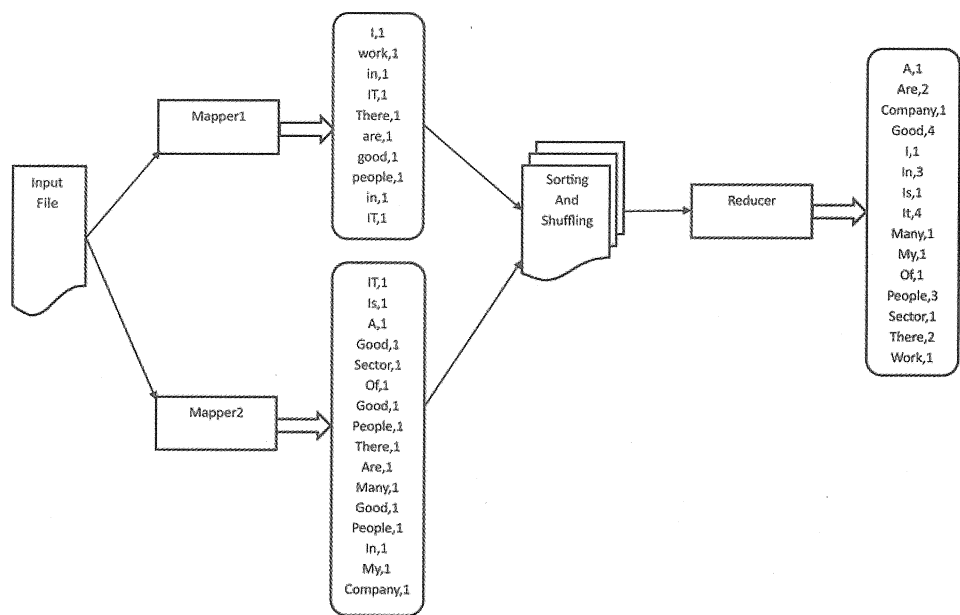 Input
File
Mapper1
I,1
work,1
in,1
IT,1
There,1
are,1
good,1
people,1
in,1
IT,1
Mapper2
IT,1
Is,1
A,1
Good,1
Sector,1
Of,1
Good,1
People,1
There,1
Are,1
Many,1
Good,1
People,1
In,1
My,1
Company,1
Sorting
And
Shuffling
Reducer
A,1
Are,2
Company,1
Good,4
I,1
In,3
Is,1
It,4
Many,1
My,1
Of,1
People,3
Sector,1
There,2
Work,1